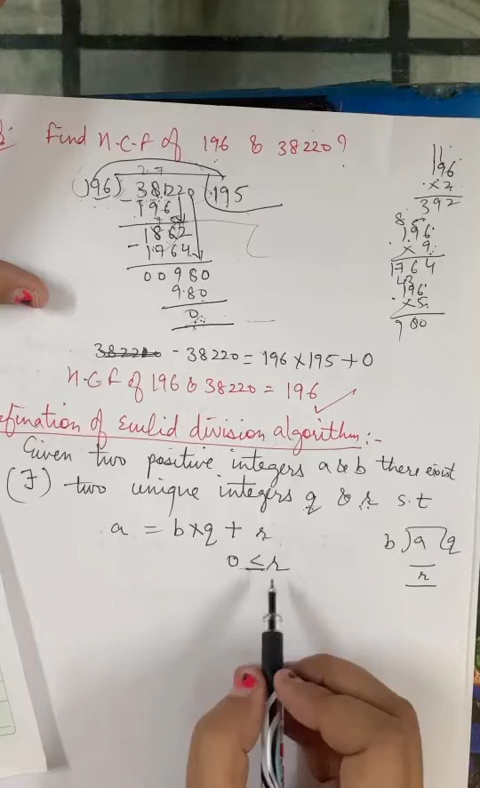 Find H.C.F of 196 & 38220?
196) 38220 (195
- 196
1862
- 1764
00980
980
0
196
×2
392
196
×9
1764
196
×5
980
- 38220 = 196 × 195 + 0
H.C.F of 196 & 38220 = 196
efination of Euclid division algorithm:-
Given two positive integers a & b there exist
(Ǝ) two unique integers q & r s.t
a = b×q + r
0 ≤ r
b) a (q
r